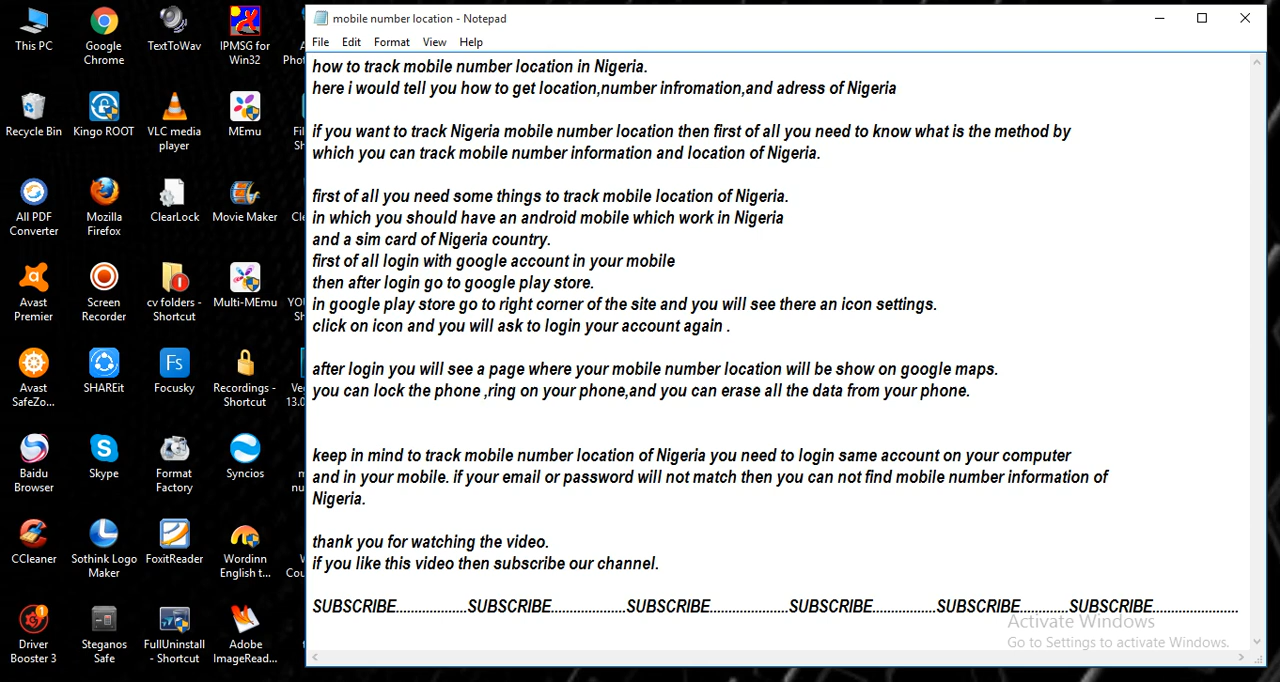 This PC
Google
Chrome
TextToWav
IPMSG for
Win32
Recycle Bin
Kingo ROOT
VLC media
player
MEmu
All PDF
Converter
Mozilla
Firefox
ClearLock
Movie Maker
Avast
Premier
Screen
Recorder
cv folders -
Shortcut
Multi-MEmu
Avast
SafeZo...
SHAREit
Focusky
Recordings -
Shortcut
Baidu
Browser
Skype
Format
Factory
Syncios
CCleaner
Sothink Logo
Maker
FoxitReader
Wordinn
English t...
Driver
Booster 3
Steganos
Safe
FullUninstall
- Shortcut
Adobe
ImageRead...
mobile number location - Notepad
File Edit Format View Help
how to track mobile number location in Nigeria.
here i would tell you how to get location,number infromation,and adress of Nigeria
if you want to track Nigeria mobile number location then first of all you need to know what is the method by
which you can track mobile number information and location of Nigeria.
first of all you need some things to track mobile location of Nigeria.
in which you should have an android mobile which work in Nigeria
and a sim card of Nigeria country.
first of all login with google account in your mobile
then after login go to google play store.
in google play store go to right corner of the site and you will see there an icon settings.
click on icon and you will ask to login your account again .
after login you will see a page where your mobile number location will be show on google maps.
you can lock the phone ,ring on your phone,and you can erase all the data from your phone.
keep in mind to track mobile number location of Nigeria you need to login same account on your computer
and in your mobile. if your email or password will not match then you can not find mobile number information of
Nigeria.
thank you for watching the video.
if you like this video then subscribe our channel.
SUBSCRIBE................SUBSCRIBE.................SUBSCRIBE.................SUBSCRIBE..............SUBSCRIBE...........SUBSCRIBE...................
Activate Windows
Go to Settings to activate Windows.